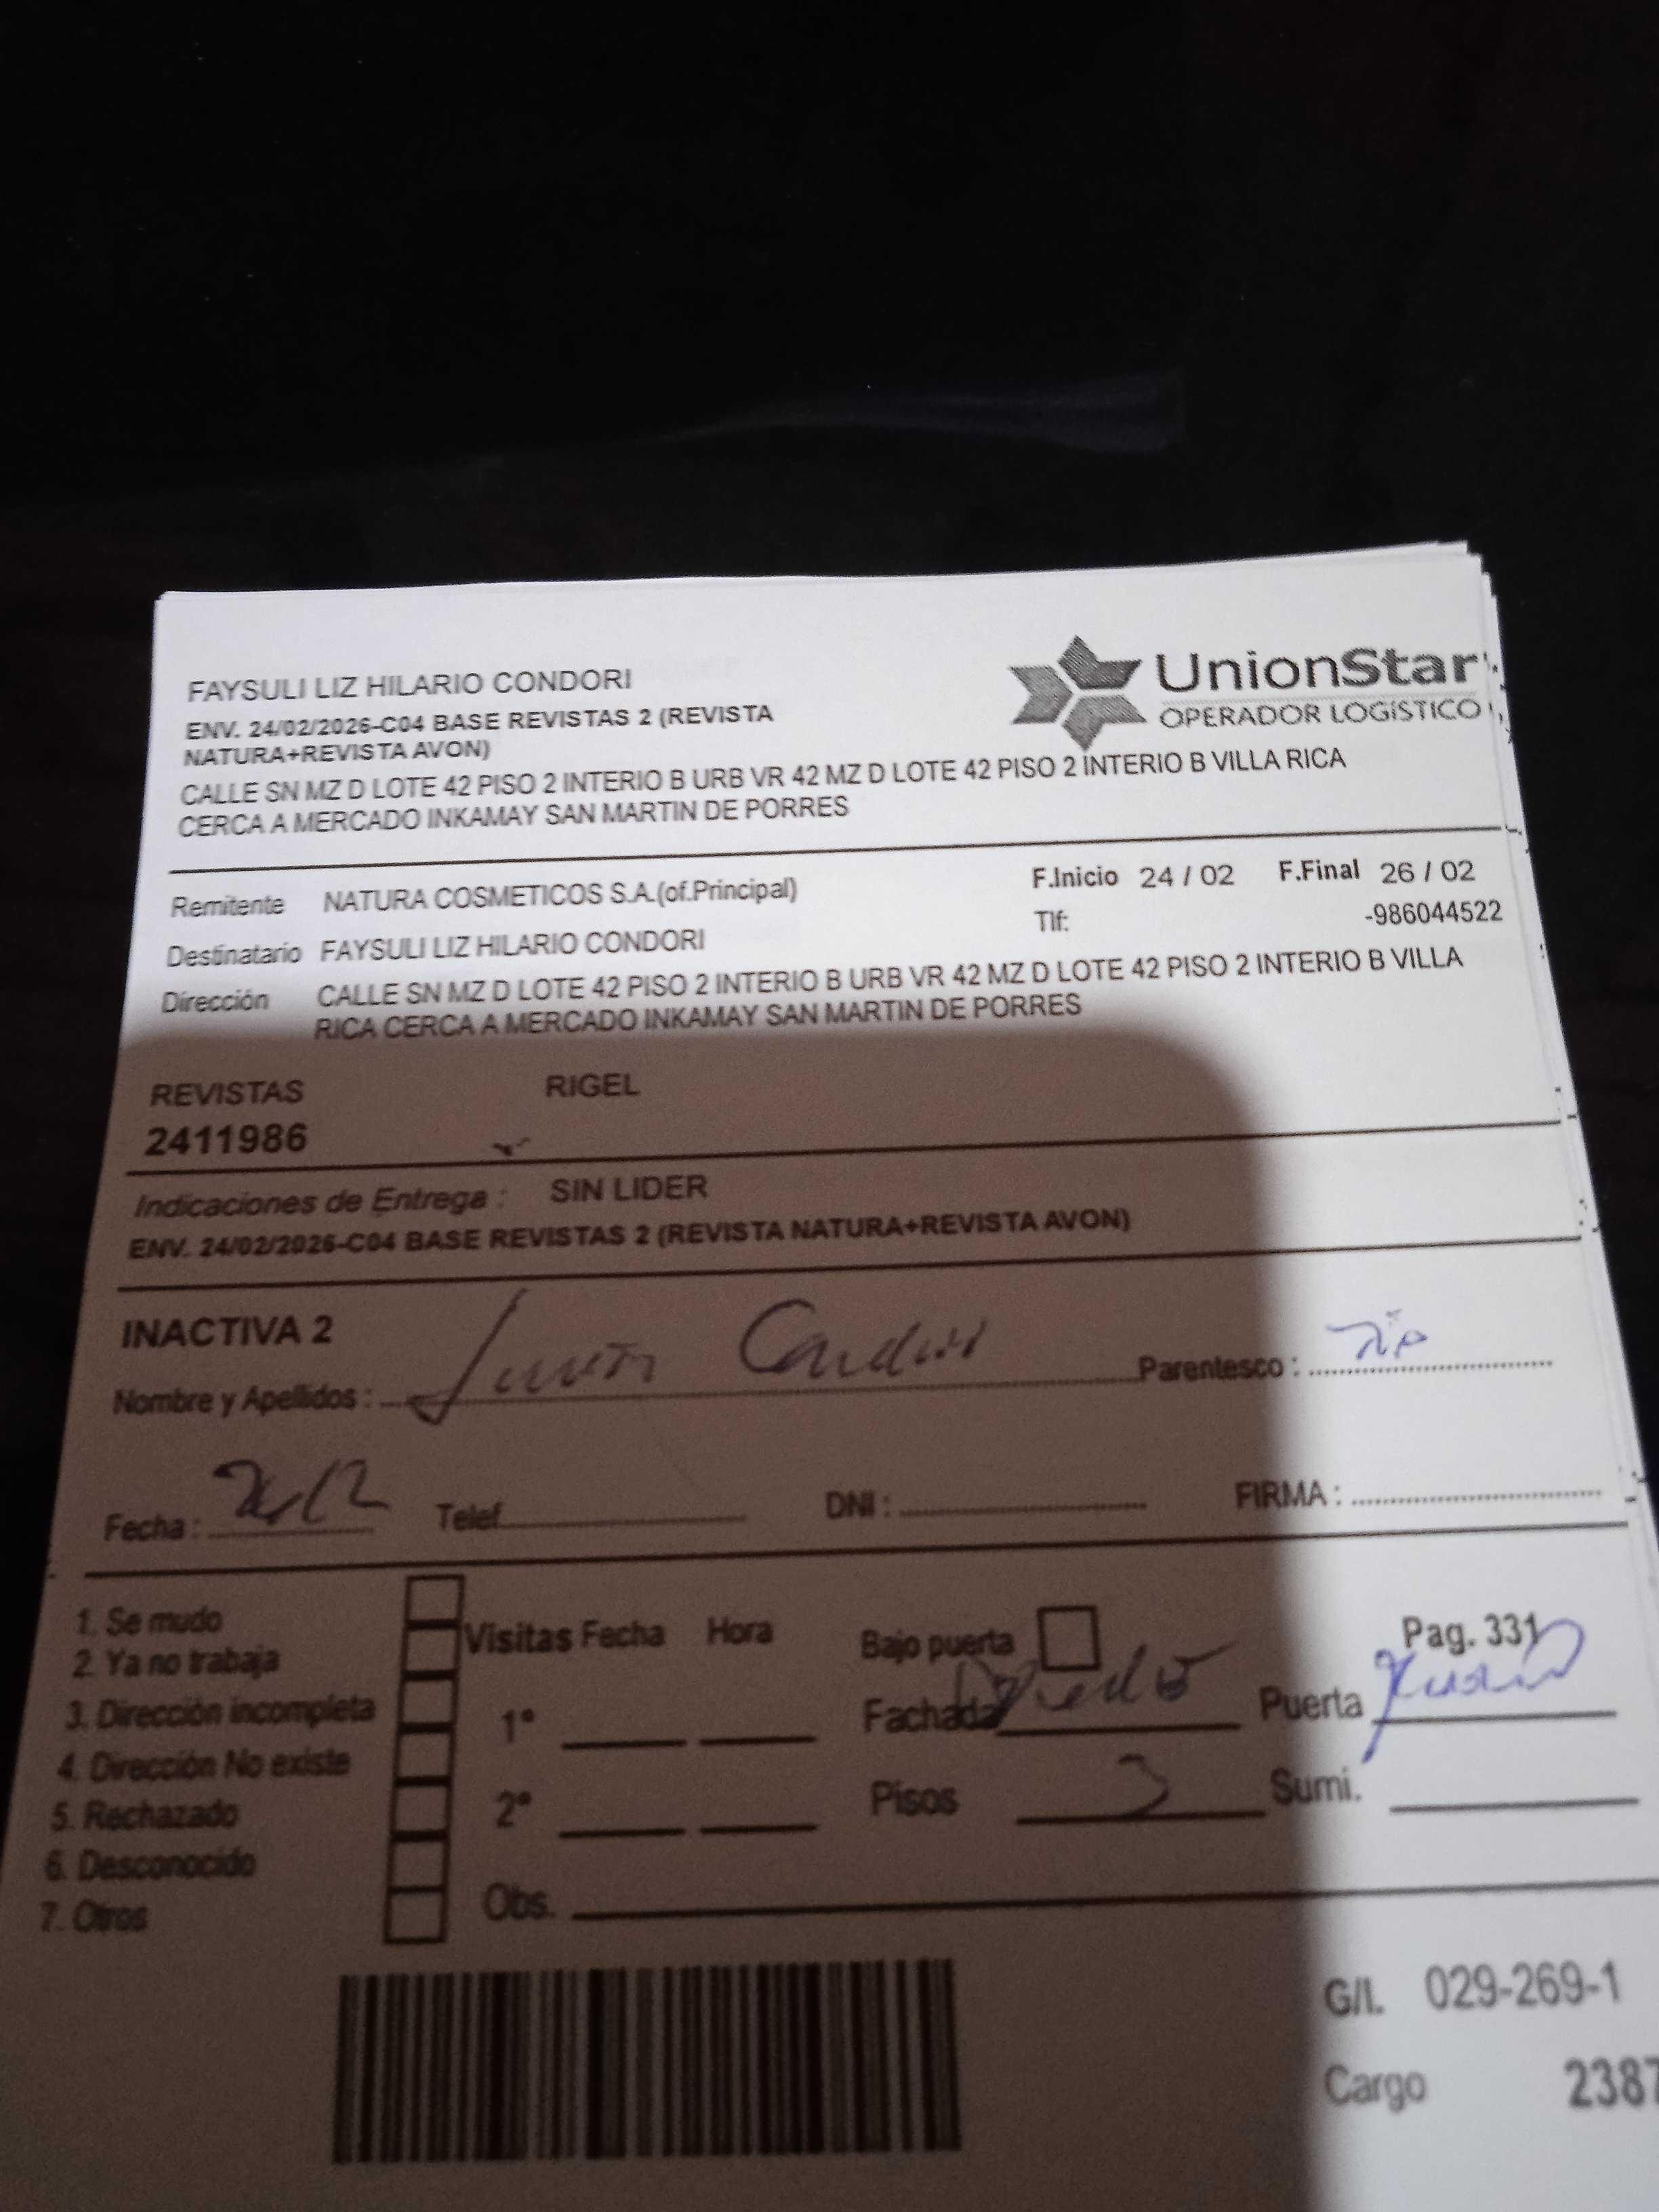 FAYSULI LIZ HILARIO CONDORI
UnionStar
OPERADOR LOGÍSTICO
ENV. 24/02/2026-C04 BASE REVISTAS 2 (REVISTA
NATURA+REVISTA AVON)
CALLE SN MZ D LOTE 42 PISO 2 INTERIO B URB VR 42 MZ D LOTE 42 PISO 2 INTERIO B VILLA RICA
CERCA A MERCADO INKAMAY SAN MARTIN DE PORRES
Remitente NATURA COSMETICOS S.A.(of.Principal) F.Inicio 24 / 02 F.Final 26 / 02
Tlf: -986044522
Destinatario FAYSULI LIZ HILARIO CONDORI
Dirección CALLE SN MZ D LOTE 42 PISO 2 INTERIO B URB VR 42 MZ D LOTE 42 PISO 2 INTERIO B VILLA
RICA CERCA A MERCADO INKAMAY SAN MARTIN DE PORRES
REVISTAS RIGEL
2411986
Indicaciones de Entrega : SIN LIDER
ENV. 24/02/2026-C04 BASE REVISTAS 2 (REVISTA NATURA+REVISTA AVON)
INACTIVA 2
Nombre y Apellidos : Condori Parentesco :
Fecha : Telef. DNI : FIRMA :
1. Se mudo
2. Ya no trabaja
3. Dirección incompleta
4. Dirección No existe
5. Rechazado
6. Desconocido
7. Otros
Visitas Fecha Hora
1°
2°
Obs.
Bajo puerta Pag. 331
Fachada Puerta
Pisos 3 Sumi.
G/I. 029-269-1
Cargo 2387